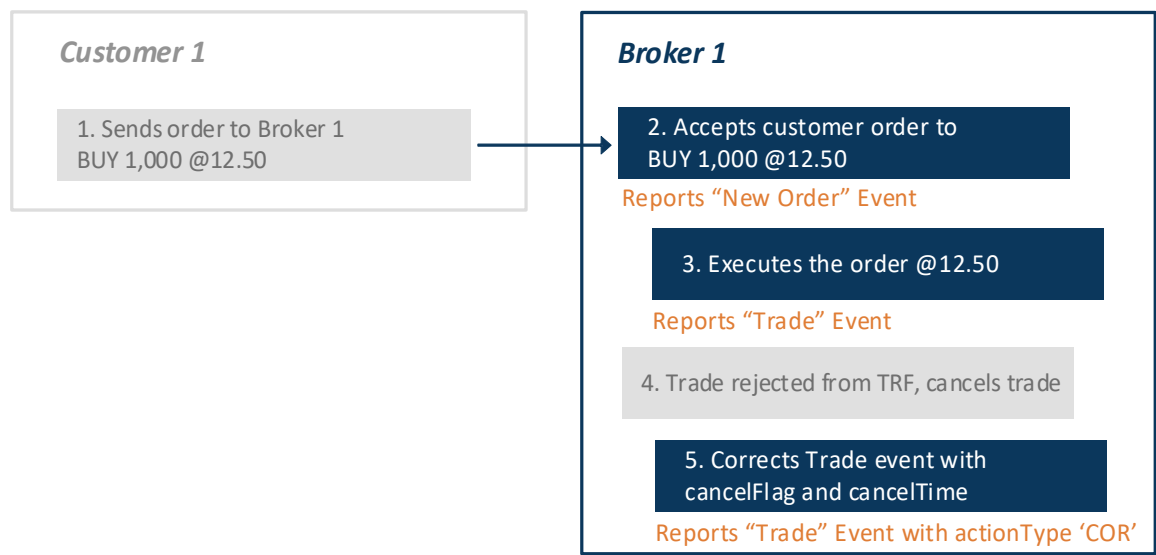 Customer 1
1. Sends order to Broker 1
BUY 1,000 @12.50
Broker 1
2. Accepts customer order to
BUY 1,000 @12.50
Reports “New Order” Event
3. Executes the order @12.50
Reports “Trade” Event
4. Trade rejected from TRF, cancels trade
5. Corrects Trade event with
cancelFlag and cancelTime
Reports “Trade” Event with actionType ‘COR’